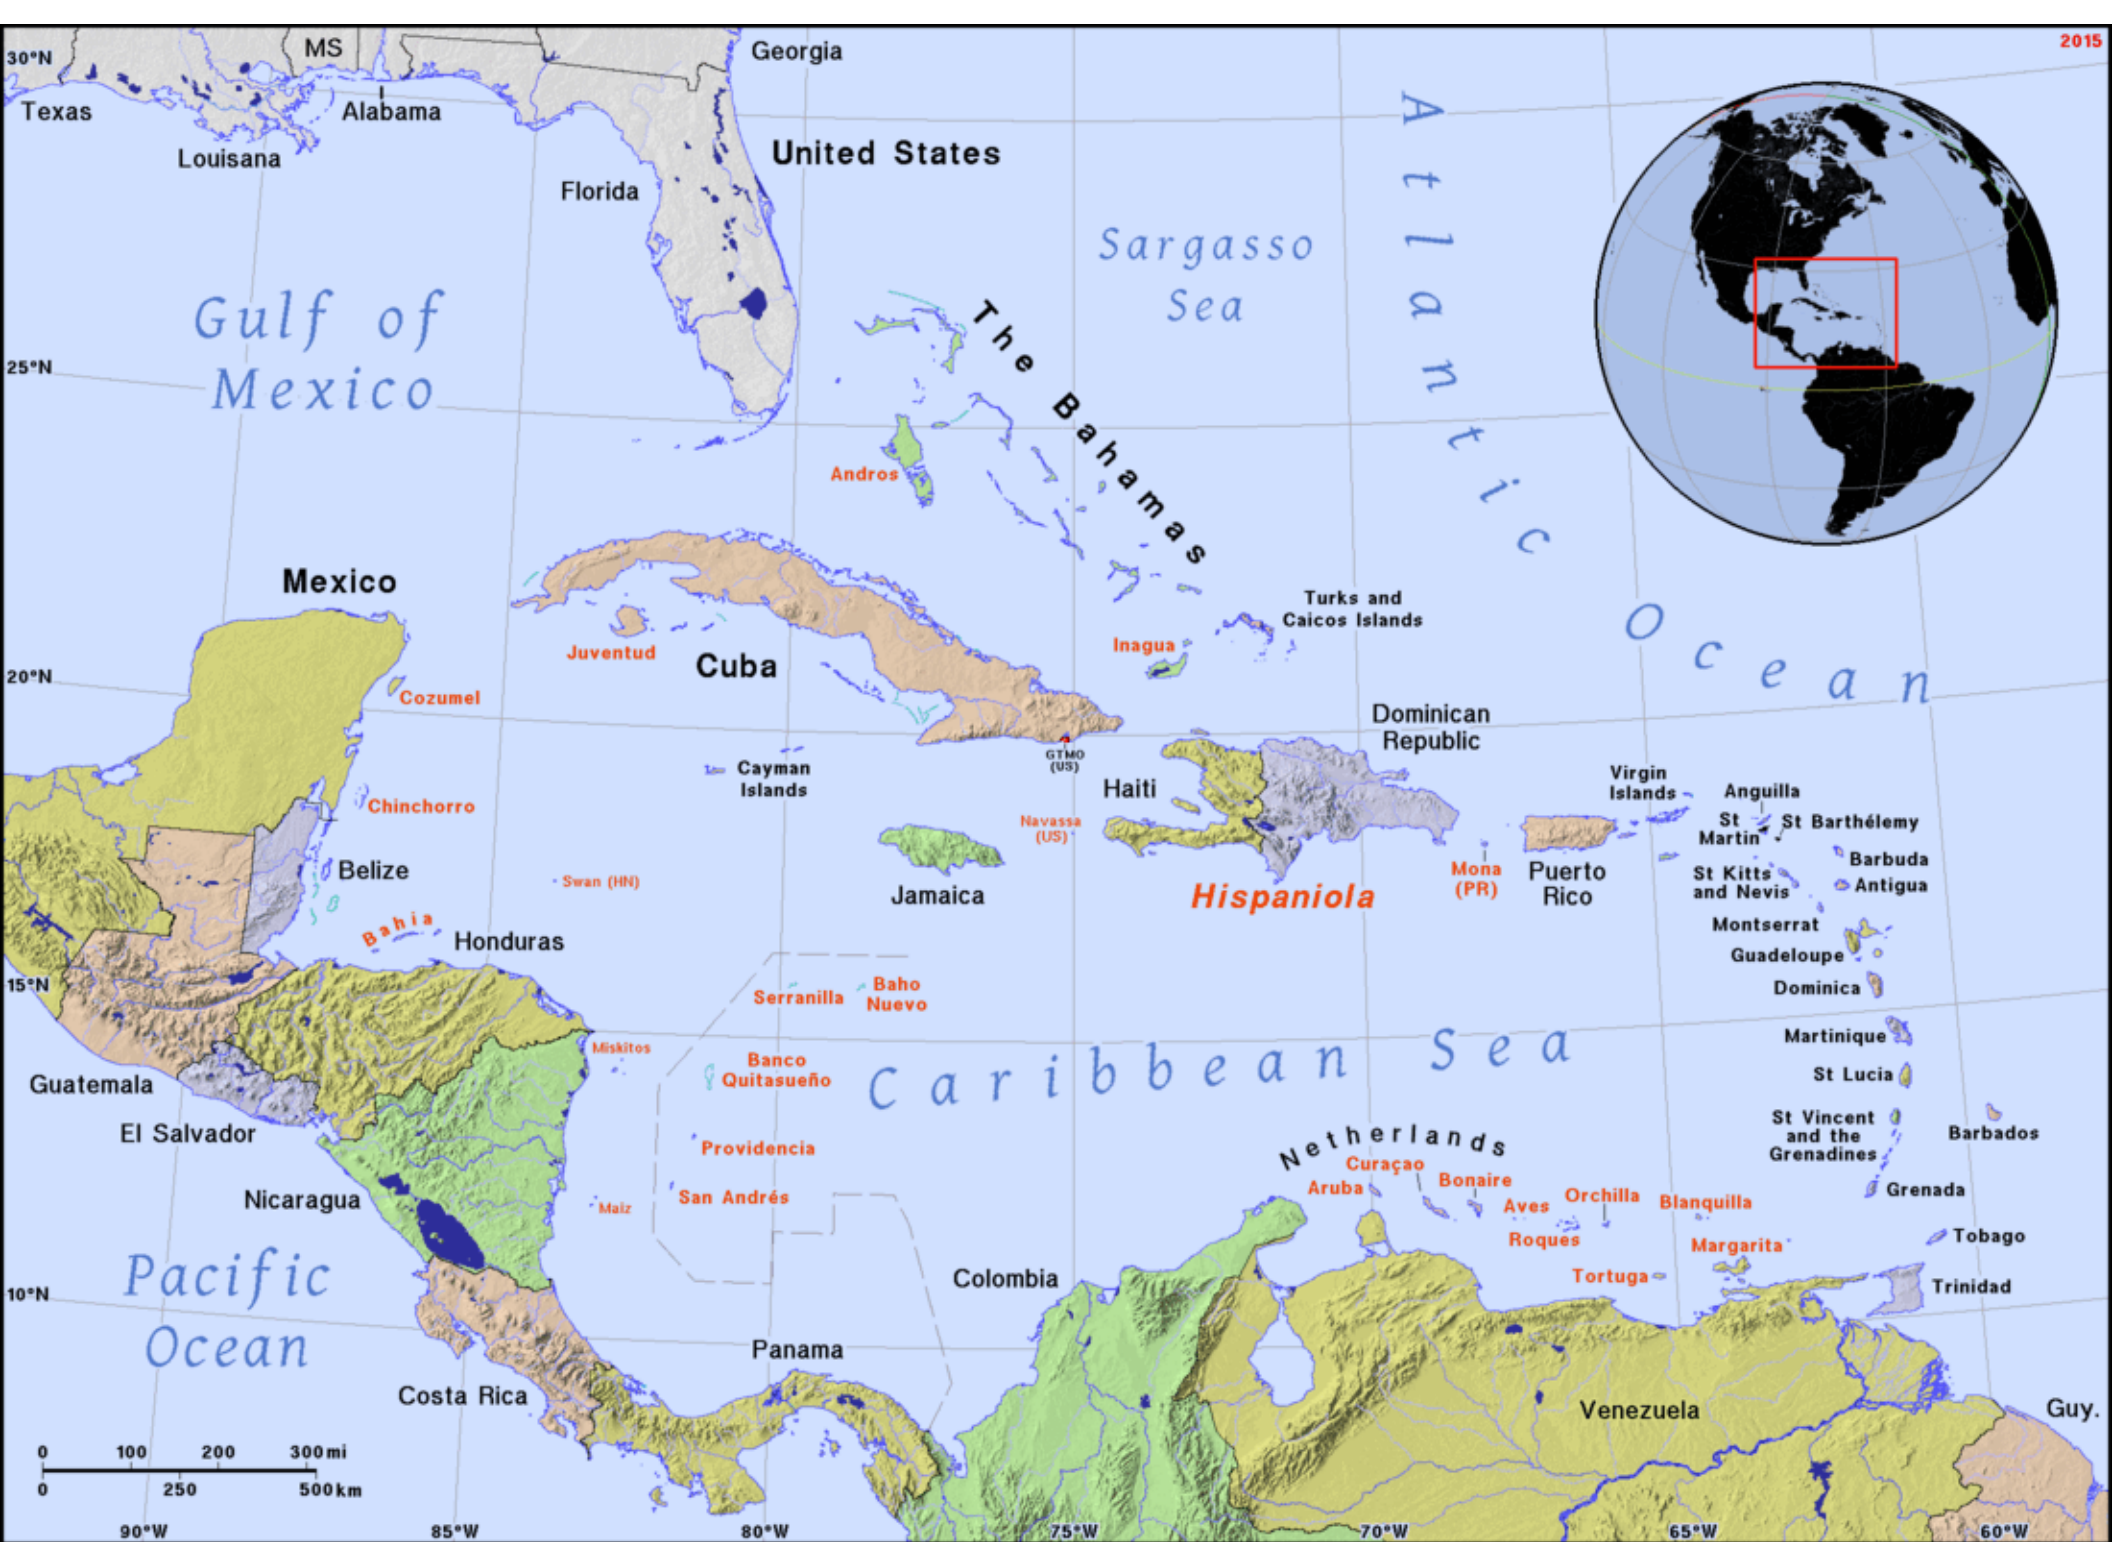 2015
30°N
MS
Georgia
Texas
Alabama
Louisana
United States
Florida
Atlantic Ocean
Sargasso
Sea
Gulf of
Mexico
The Bahamas
25°N
Andros
Mexico
Turks and
Caicos Islands
Juventud
Cuba
Inagua
20°N
Cozumel
Dominican
Republic
GTMO
(US)
Cayman
Islands
Haiti
Virgin
Islands
Anguilla
Chinchorro
Navassa
(US)
St
Martin
St Barthélemy
Belize
Swan (HN)
Jamaica
Hispaniola
Mona
(PR)
Puerto
Rico
Barbuda
St Kitts
and Nevis
Antigua
Bahia
Honduras
Montserrat
Guadeloupe
15°N
Serranilla
Baho
Nuevo
Dominica
Miskitos
Banco
Quitasueño
Caribbean Sea
Martinique
St Lucia
Guatemala
El Salvador
Providencia
Netherlands
St Vincent
and the
Grenadines
Barbados
Curaçao
Aruba
Bonaire
Nicaragua
San Andrés
Maiz
Aves
Orchilla
Blanquilla
Grenada
Roques
Margarita
Tobago
Pacific
Ocean
Colombia
Tortuga
Trinidad
10°N
Panama
Costa Rica
Venezuela
Guy.
0 100 200 300 mi
0 250 500 km
90°W 85°W 80°W 75°W 70°W 65°W 60°W